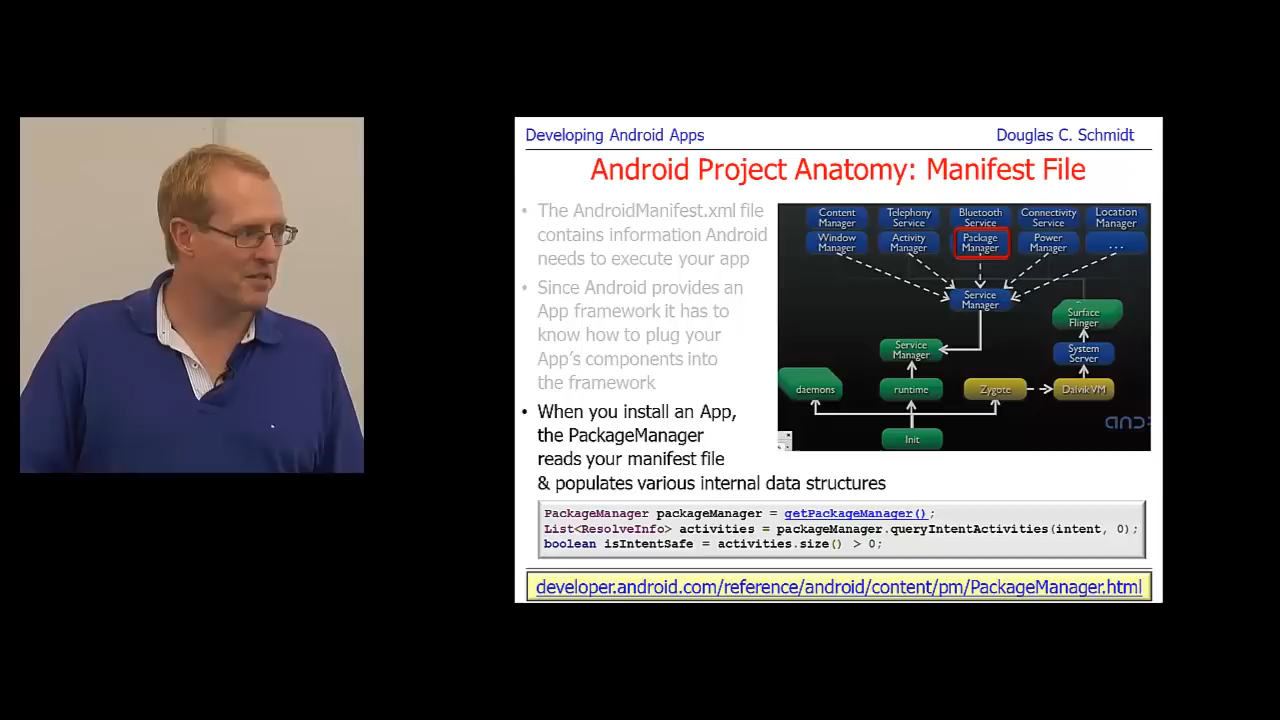 Developing Android Apps
Douglas C. Schmidt
Android Project Anatomy: Manifest File
• The AndroidManifest.xml file
contains information Android
needs to execute your app
• Since Android provides an
App framework it has to
know how to plug your
App's components into
the framework
• When you install an App,
the PackageManager
reads your manifest file
& populates various internal data structures
Content
Manager
Telephony
Service
Bluetooth
Service
Connectivity
Service
Location
Manager
Window
Manager
Activity
Manager
Package
Manager
Power
Manager
...
Service
Manager
Surface
Flinger
Service
Manager
System
Server
daemons
runtime
Zygote
Dalvik VM
Init
PackageManager packageManager = getPackageManager();
List<ResolveInfo> activities = packageManager.queryIntentActivities(intent, 0);
boolean isIntentSafe = activities.size() > 0;
developer.android.com/reference/android/content/pm/PackageManager.html